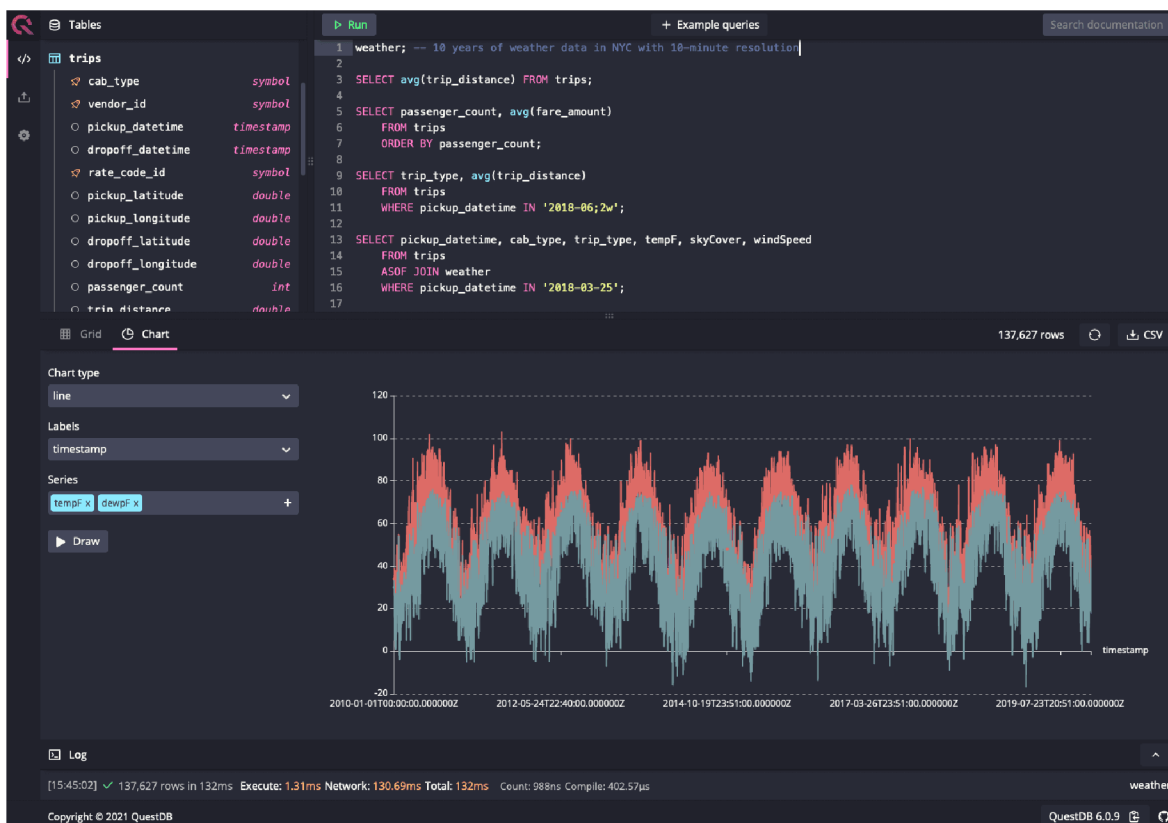 Tables
Run
+ Example queries
Search documentation
trips
cab_type symbol
vendor_id symbol
pickup_datetime timestamp
dropoff_datetime timestamp
rate_code_id symbol
pickup_latitude double
pickup_longitude double
dropoff_latitude double
dropoff_longitude double
passenger_count int
trip_distance double
1 weather; -- 10 years of weather data in NYC with 10-minute resolution
2
3 SELECT avg(trip_distance) FROM trips;
4
5 SELECT passenger_count, avg(fare_amount)
6 FROM trips
7 ORDER BY passenger_count;
8
9 SELECT trip_type, avg(trip_distance)
10 FROM trips
11 WHERE pickup_datetime IN '2018-06;2w';
12
13 SELECT pickup_datetime, cab_type, trip_type, tempF, skyCover, windSpeed
14 FROM trips
15 ASOF JOIN weather
16 WHERE pickup_datetime IN '2018-03-25';
17
Grid Chart
137,627 rows
CSV
Chart type
line
Labels
timestamp
Series
tempF x dewpF x +
Draw
120
100
80
60
40
20
0
-20
timestamp
2010-01-01T00:00:00.000000Z 2012-05-24T22:40:00.000000Z 2014-10-19T23:51:00.000000Z 2017-03-26T23:51:00.000000Z 2019-07-23T20:51:00.000000Z
Log
[15:45:02] ✓ 137,627 rows in 132ms Execute: 1.31ms Network: 130.69ms Total: 132ms Count: 988ns Compile: 402.57μs
weather
Copyright © 2021 QuestDB
QuestDB 6.0.9